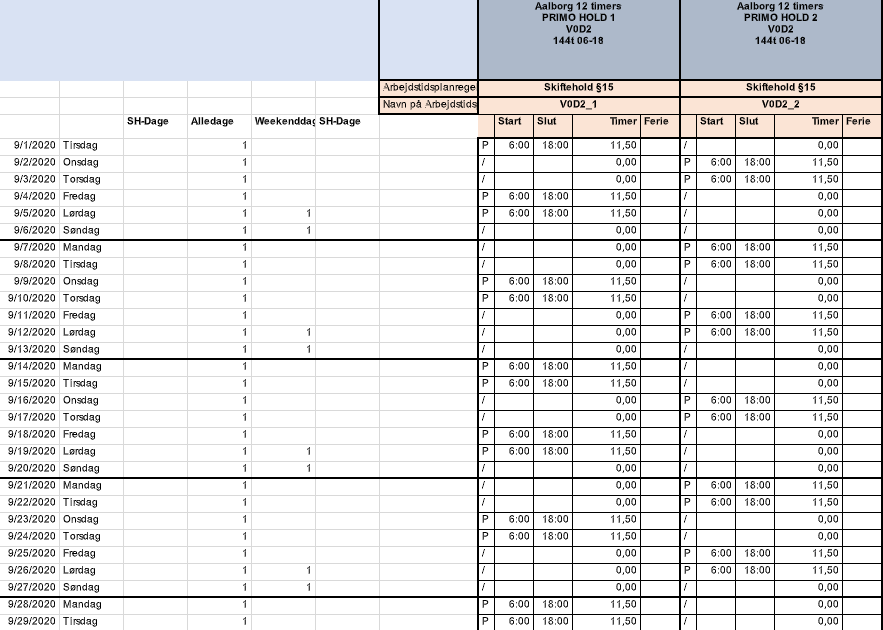 Aalborg 12 timers Aalborg 12 timers
PRIMO HOLD 1 PRIMO HOLD 2
V0D2 V0D2
144t 06-18 144t 06-18
Arbejdstidsplanrege Skiftehold §15 Skiftehold §15
Navn på Arbejdstids V0D2_1 V0D2_2
SH-Dage Alledage Weekenddag SH-Dage Start Slut Timer Ferie Start Slut Timer Ferie
9/1/2020 Tirsdag 1 P 6:00 18:00 11,50 / 0,00
9/2/2020 Onsdag 1 / 0,00 P 6:00 18:00 11,50
9/3/2020 Torsdag 1 / 0,00 P 6:00 18:00 11,50
9/4/2020 Fredag 1 P 6:00 18:00 11,50 / 0,00
9/5/2020 Lørdag 1 1 P 6:00 18:00 11,50 / 0,00
9/6/2020 Søndag 1 1 / 0,00 / 0,00
9/7/2020 Mandag 1 / 0,00 P 6:00 18:00 11,50
9/8/2020 Tirsdag 1 / 0,00 P 6:00 18:00 11,50
9/9/2020 Onsdag 1 P 6:00 18:00 11,50 / 0,00
9/10/2020 Torsdag 1 P 6:00 18:00 11,50 / 0,00
9/11/2020 Fredag 1 / 0,00 P 6:00 18:00 11,50
9/12/2020 Lørdag 1 1 / 0,00 P 6:00 18:00 11,50
9/13/2020 Søndag 1 1 / 0,00 / 0,00
9/14/2020 Mandag 1 P 6:00 18:00 11,50 / 0,00
9/15/2020 Tirsdag 1 P 6:00 18:00 11,50 / 0,00
9/16/2020 Onsdag 1 / 0,00 P 6:00 18:00 11,50
9/17/2020 Torsdag 1 / 0,00 P 6:00 18:00 11,50
9/18/2020 Fredag 1 P 6:00 18:00 11,50 / 0,00
9/19/2020 Lørdag 1 1 P 6:00 18:00 11,50 / 0,00
9/20/2020 Søndag 1 1 / 0,00 / 0,00
9/21/2020 Mandag 1 / 0,00 P 6:00 18:00 11,50
9/22/2020 Tirsdag 1 / 0,00 P 6:00 18:00 11,50
9/23/2020 Onsdag 1 P 6:00 18:00 11,50 / 0,00
9/24/2020 Torsdag 1 P 6:00 18:00 11,50 / 0,00
9/25/2020 Fredag 1 / 0,00 P 6:00 18:00 11,50
9/26/2020 Lørdag 1 1 / 0,00 P 6:00 18:00 11,50
9/27/2020 Søndag 1 1 / 0,00 / 0,00
9/28/2020 Mandag 1 P 6:00 18:00 11,50 / 0,00
9/29/2020 Tirsdag 1 P 6:00 18:00 11,50 / 0,00